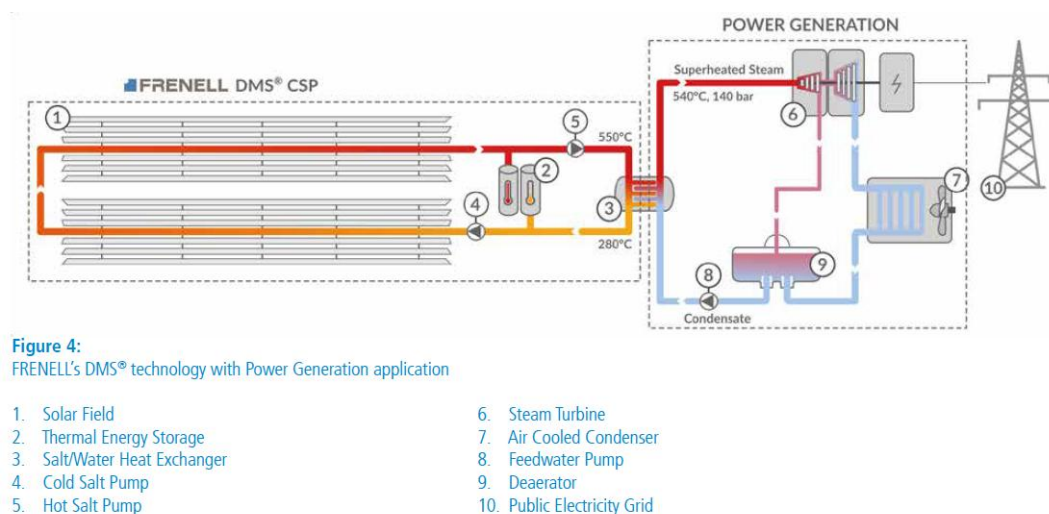 POWER GENERATION
FRENELL DMS® CSP
Superheated Steam
540°C, 140 bar
1
5
550°C
6
2
4
3
7
10
280°C
8
9
Condensate
Figure 4:
FRENELL's DMS® technology with Power Generation application
1. Solar Field
2. Thermal Energy Storage
3. Salt/Water Heat Exchanger
4. Cold Salt Pump
5. Hot Salt Pump
6. Steam Turbine
7. Air Cooled Condenser
8. Feedwater Pump
9. Deaerator
10. Public Electricity Grid